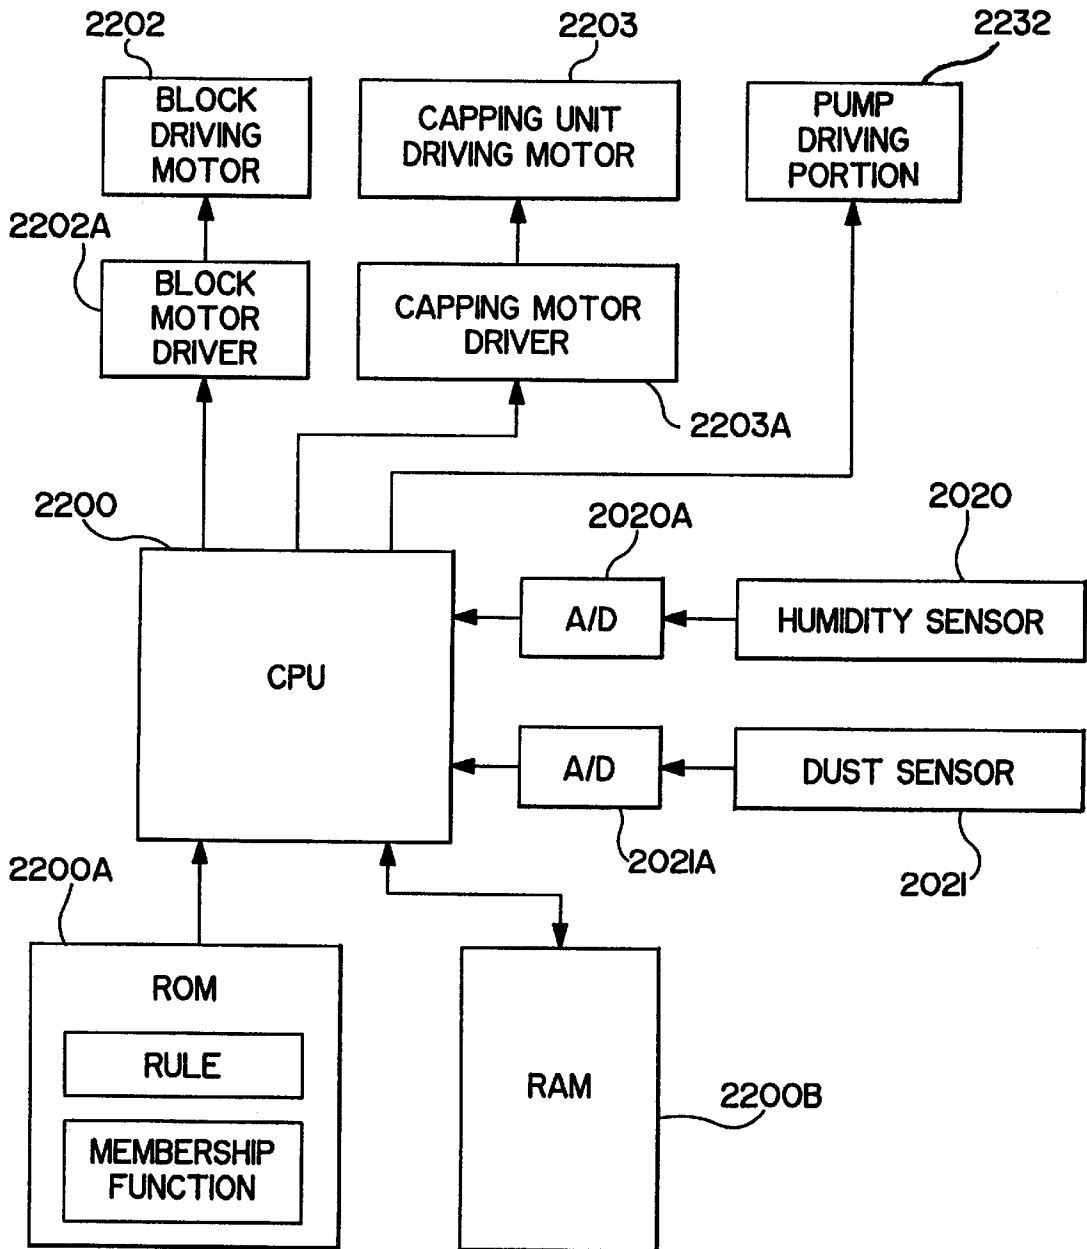 2202
2203
2232
BLOCK
DRIVING
MOTOR
CAPPING UNIT
DRIVING MOTOR
PUMP
DRIVING
PORTION
2202A
BLOCK
MOTOR
DRIVER
CAPPING MOTOR
DRIVER
2203A
2200
2020A
2020
CPU
A/D
HUMIDITY SENSOR
A/D
DUST SENSOR
2021A
2021
2200A
ROM
RULE
MEMBERSHIP
FUNCTION
RAM
2200B